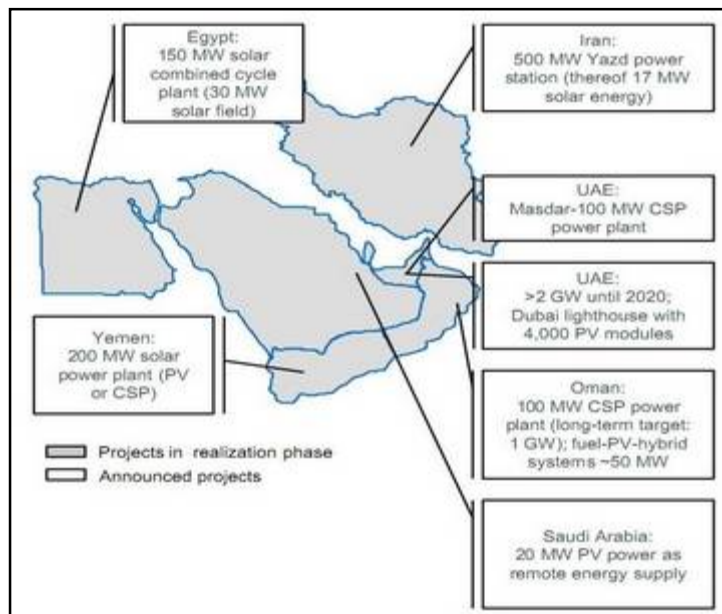 Egypt:
150 MW solar
combined cycle
plant (30 MW
solar field)
Iran:
500 MW Yazd power
station (thereof 17 MW
solar energy)
UAE:
Masdar-100 MW CSP
power plant
UAE:
>2 GW until 2020;
Dubai lighthouse with
4,000 PV modules
Yemen:
200 MW solar
power plant (PV
or CSP)
Oman:
100 MW CSP power
plant (long-term target:
1 GW); fuel-PV-hybrid
systems ~50 MW
Projects in realization phase
Announced projects
Saudi Arabia:
20 MW PV power as
remote energy supply